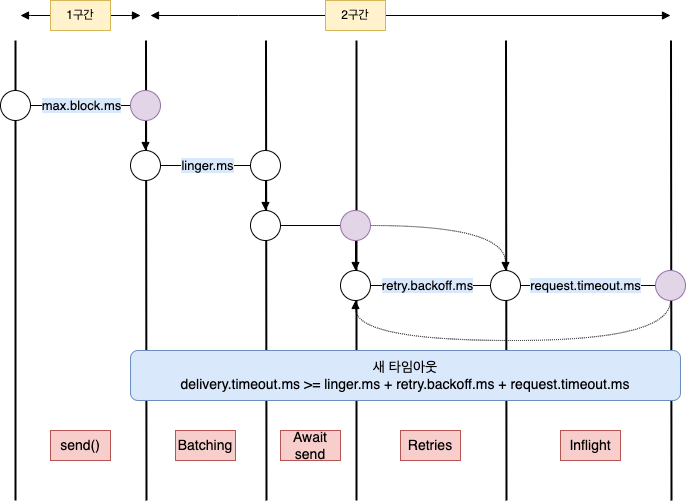 1구간
2구간
max.block.ms
linger.ms
retry.backoff.ms
request.timeout.ms
새 타임아웃
delivery.timeout.ms >= linger.ms + retry.backoff.ms + request.timeout.ms
send()
Batching
Await
send
Retries
Inflight